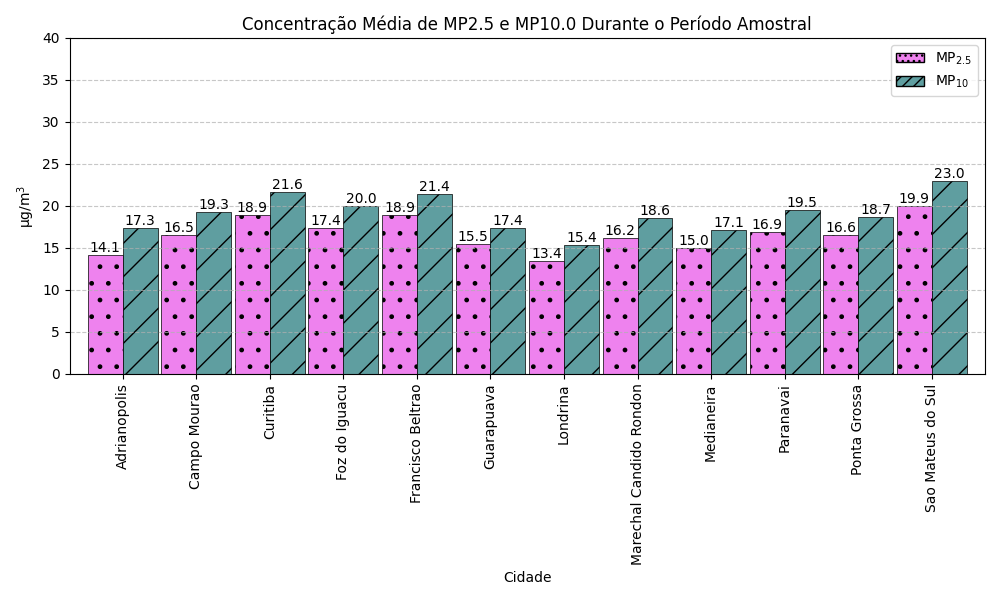 Concentração Média de MP2.5 e MP10.0 Durante o Período Amostral
MP2.5
MP10
40
35
30
25
20
15
10
5
0
µg/m³
14.1
17.3
16.5
19.3
18.9
21.6
17.4
20.0
18.9
21.4
15.5
17.4
13.4
15.4
16.2
18.6
15.0
17.1
16.9
19.5
16.6
18.7
19.9
23.0
Adrianopolis
Campo Mourao
Curitiba
Foz do Iguacu
Francisco Beltrao
Guarapuava
Londrina
Marechal Candido Rondon
Medianeira
Paranavai
Ponta Grossa
Sao Mateus do Sul
Cidade